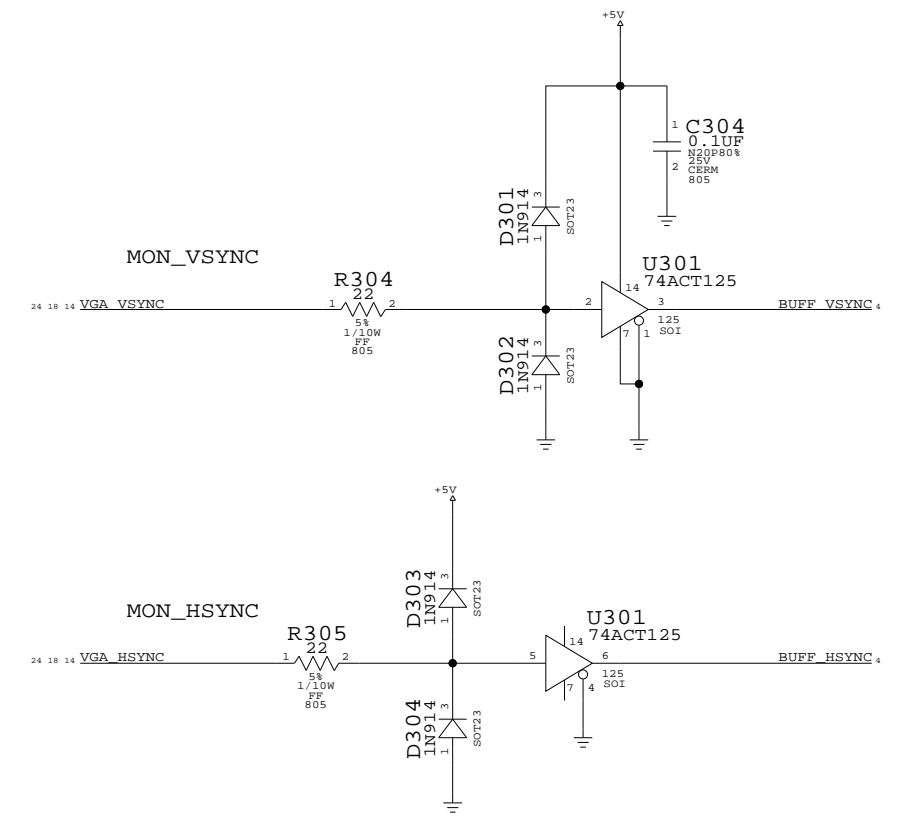 +5V
1
C304
0.1UF
N20P80%
25V
2
CERM
805
D301
1N914
3
1
SOT23
MON_VSYNC
U301
74ACT125
R304
22
14
24 18 14 VGA_VSYNC
1
2
2
3
BUFF_VSYNC 4
5%
1/10W
FF
805
125
SOI
7
1
D302
1N914
3
1
SOT23
+5V
D303
1N914
3
1
SOT23
MON_HSYNC
U301
74ACT125
R305
22
14
24 18 14 VGA_HSYNC
1
2
5
6
BUFF_HSYNC 4
5%
1/10W
FF
805
125
SOI
7
4
D304
1N914
3
1
SOT23